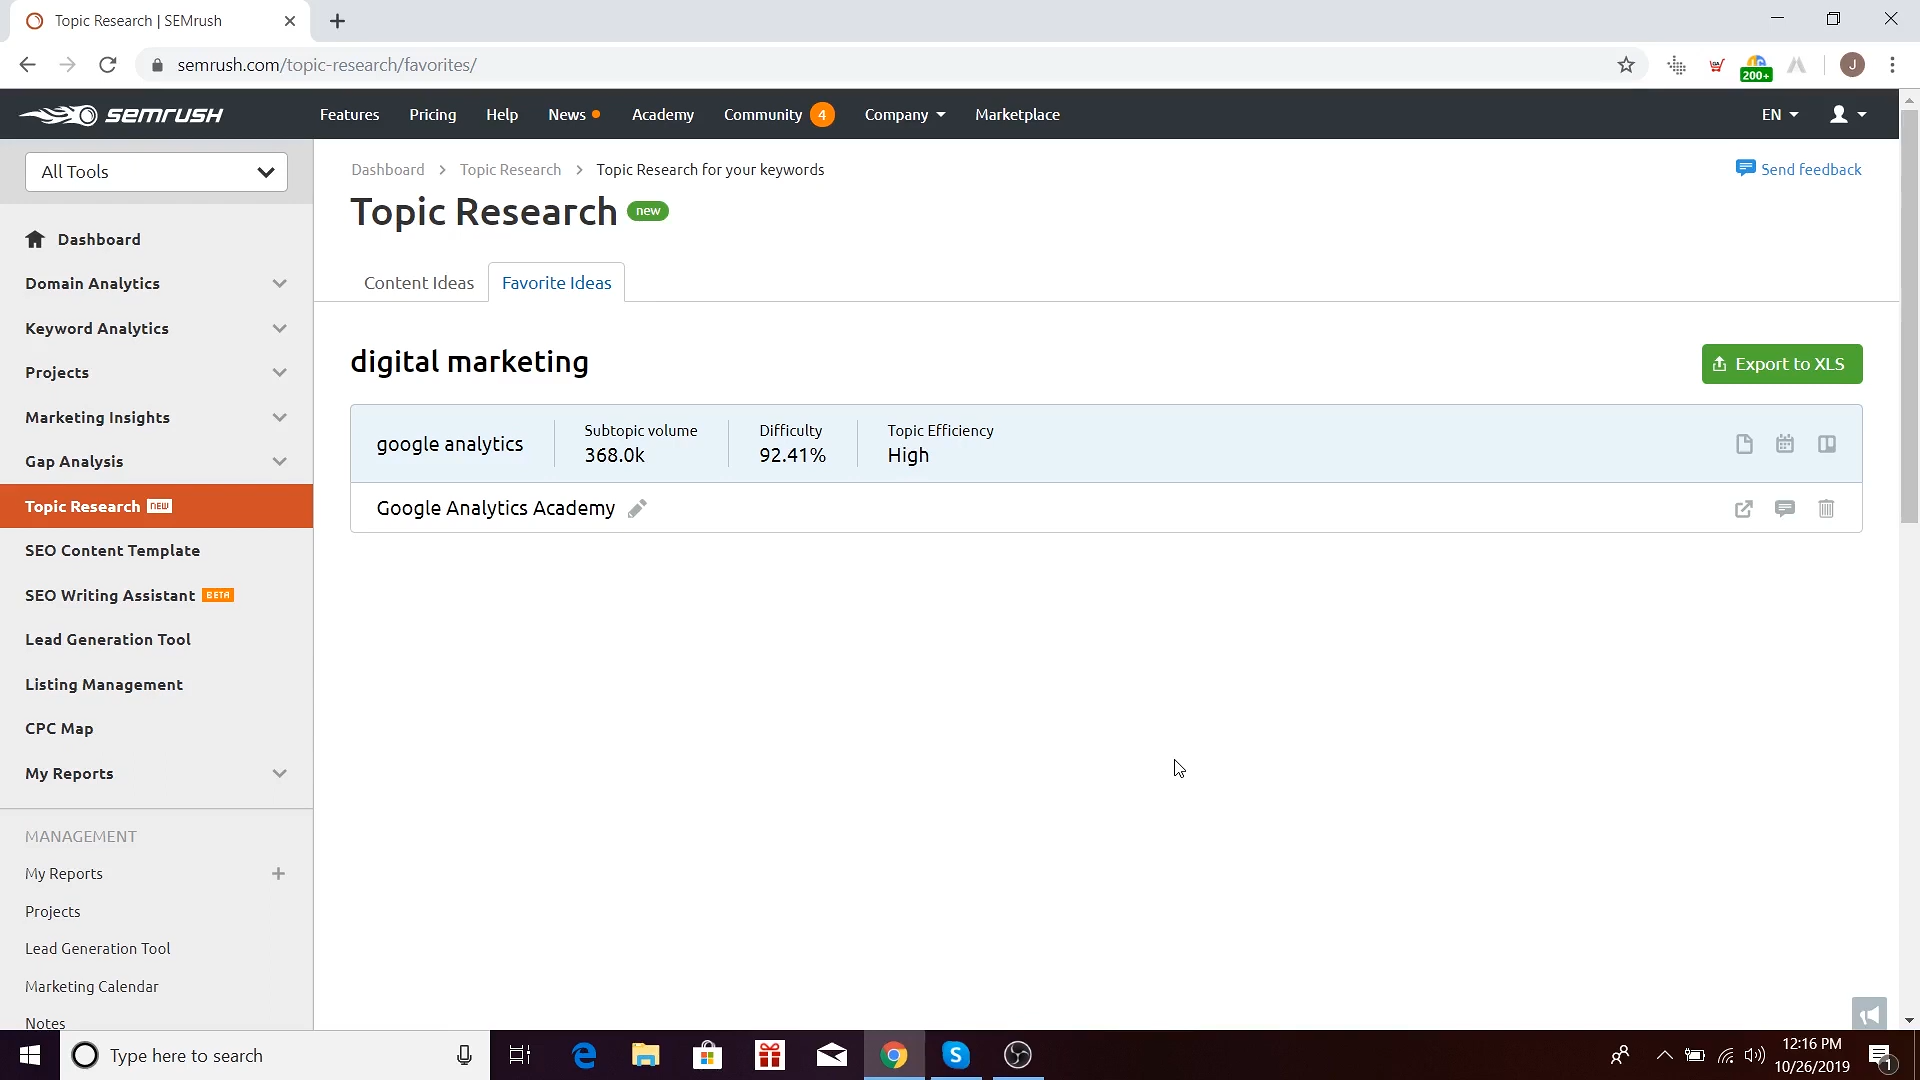 Topic Research | SEMrush
semrush.com/topic-research/favorites/
200+
J
SEMRUSH
Features
Pricing
Help
News
Academy
Community 4
Company
Marketplace
EN
All Tools
Dashboard
Domain Analytics
Keyword Analytics
Projects
Marketing Insights
Gap Analysis
Topic Research NEW
SEO Content Template
SEO Writing Assistant BETA
Lead Generation Tool
Listing Management
CPC Map
My Reports
MANAGEMENT
My Reports
Projects
Lead Generation Tool
Marketing Calendar
Notes
Dashboard > Topic Research > Topic Research for your keywords
Send feedback
Topic Research new
Content Ideas
Favorite Ideas
digital marketing
Export to XLS
google analytics
Subtopic volume
368.0k
Difficulty
92.41%
Topic Efficiency
High
Google Analytics Academy
Type here to search
12:16 PM
10/26/2019
1